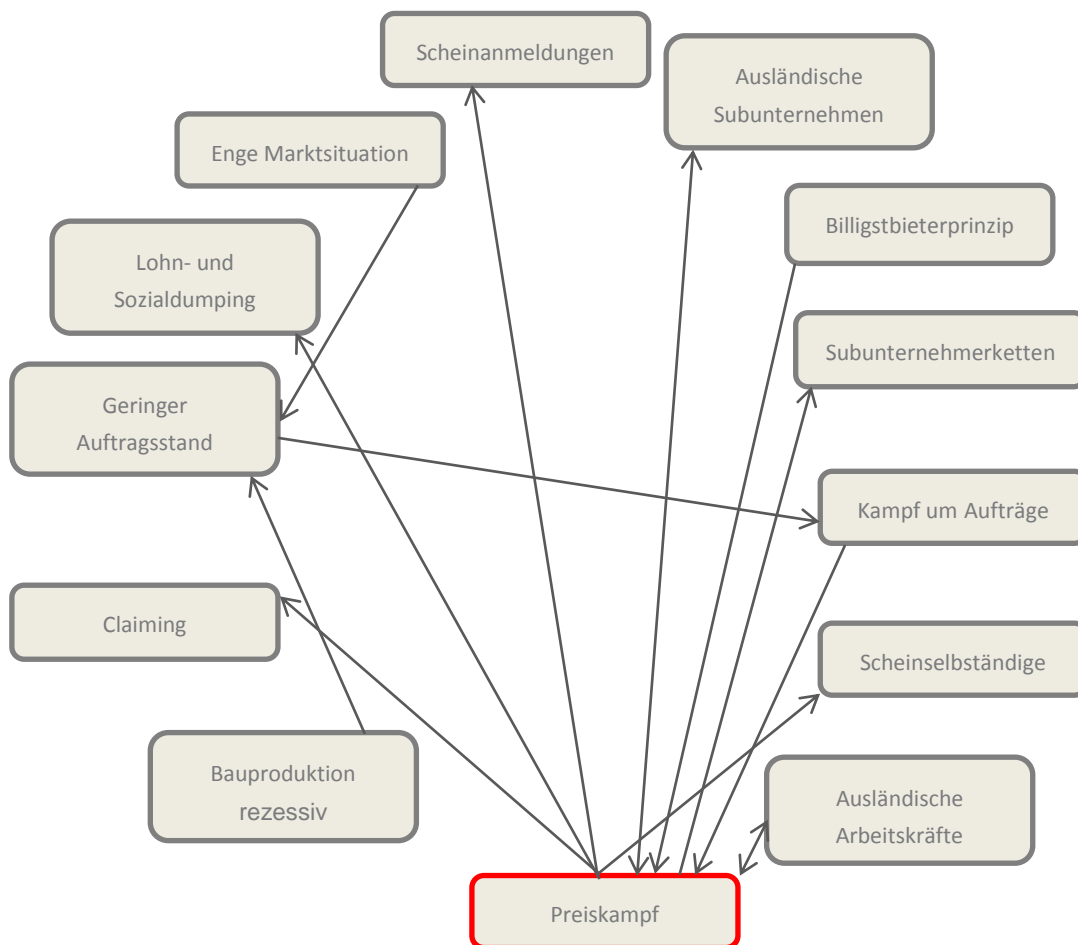 Scheinanmeldungen
Ausländische
Subunternehmen
Enge Marktsituation
Billigstbieterprinzip
Lohn- und
Sozialdumping
Subunternehmerketten
Geringer
Auftragsstand
Kampf um Aufträge
Claiming
Scheinselbständige
Bauproduktion
rezessiv
Ausländische
Arbeitskräfte
Preiskampf